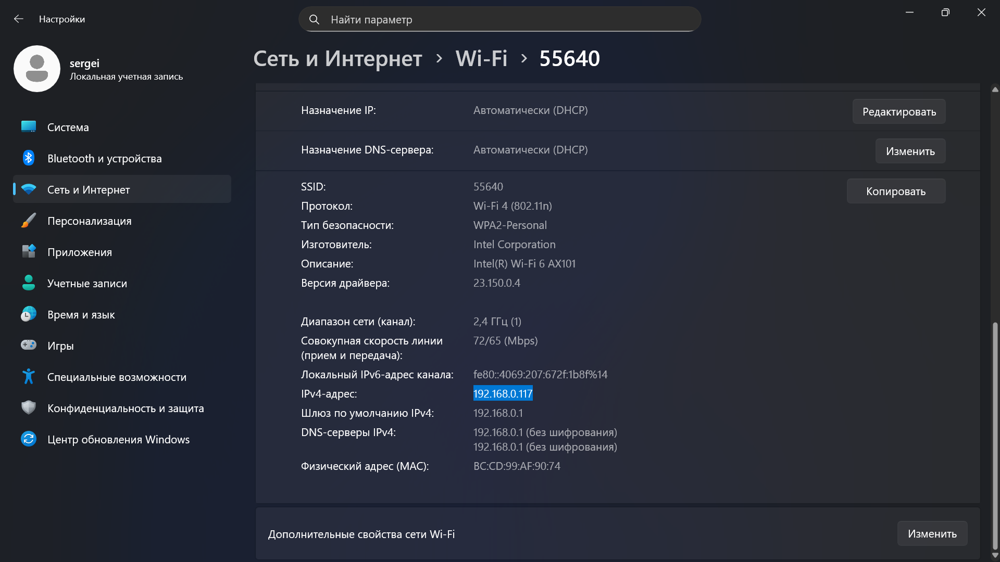 Настройки
Найти параметр
sergei
Локальная учетная запись
Система
Bluetooth и устройства
Сеть и Интернет
Персонализация
Приложения
Учетные записи
Время и язык
Игры
Специальные возможности
Конфиденциальность и защита
Центр обновления Windows
Сеть и Интернет › Wi-Fi › 55640
Назначение IP: Автоматически (DHCP) Редактировать
Назначение DNS-сервера: Автоматически (DHCP) Изменить
SSID: 55640 Копировать
Протокол: Wi-Fi 4 (802.11n)
Тип безопасности: WPA2-Personal
Изготовитель: Intel Corporation
Описание: Intel(R) Wi-Fi 6 AX101
Версия драйвера: 23.150.0.4
Диапазон сети (канал): 2,4 ГГц (1)
Совокупная скорость линии 72/65 (Mbps)
(прием и передача):
Локальный IPv6-адрес канала: fe80::4069:207:672f:1b8f%14
IPv4-адрес: 192.168.0.117
Шлюз по умолчанию IPv4: 192.168.0.1
DNS-серверы IPv4: 192.168.0.1 (без шифрования)
192.168.0.1 (без шифрования)
Физический адрес (MAC): BC:CD:99:AF:90:74
Дополнительные свойства сети Wi-Fi Изменить